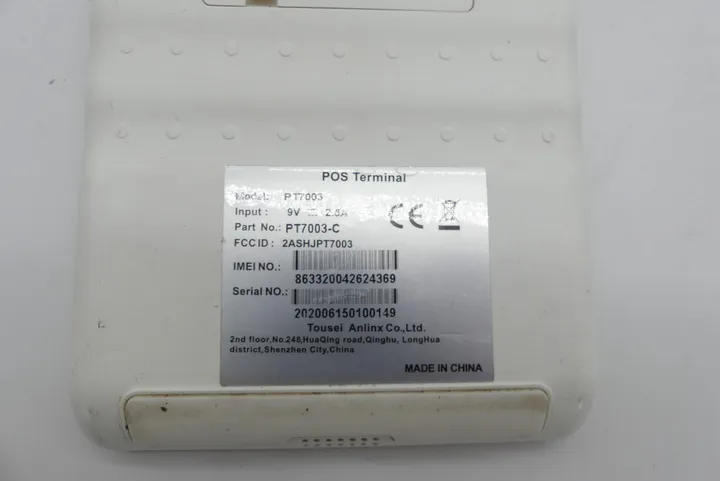 POS Terminal
Model: PT7003
Input : 9V ⎓ 2.5A
Part No.: PT7003-C
FCC ID : 2ASHJPT7003
CE
IMEI NO.:
863320042624369
Serial NO.:
202006150100149
Tousei Anlinx Co.,Ltd.
2nd floor,No.248,HuaQing road,Qinghu, LongHua
district,Shenzhen City,China
MADE IN CHINA